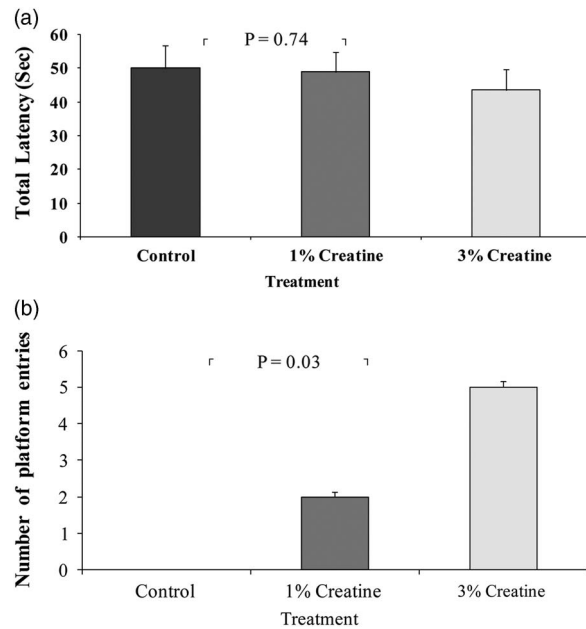 (a)
Total Latency (Sec)
60
50
40
30
20
10
0
P = 0.74
Control 1% Creatine 3% Creatine
Treatment
(b)
Number of platform entries
6
5
4
3
2
1
0
P = 0.03
Control 1% Creatine 3% Creatine
Treatment